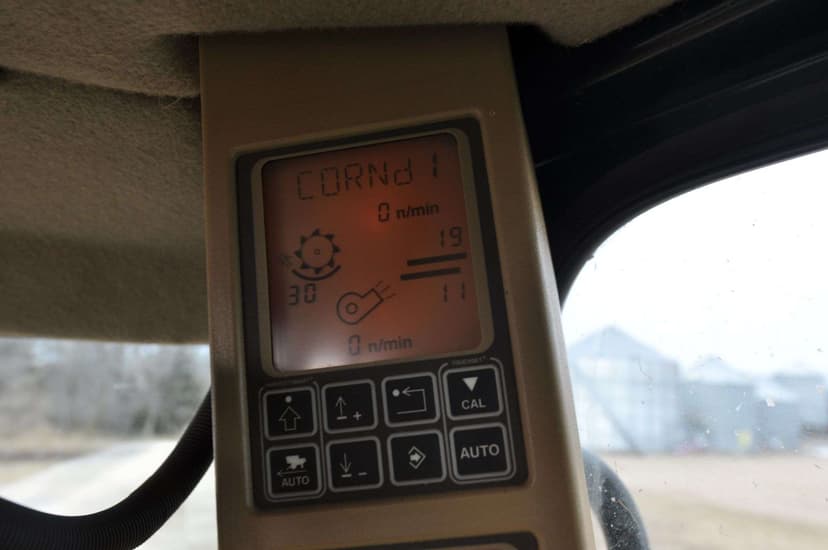 CORNd1
0 n/min
19
30
11
0 n/min
+
CAL
AUTO
-
AUTO